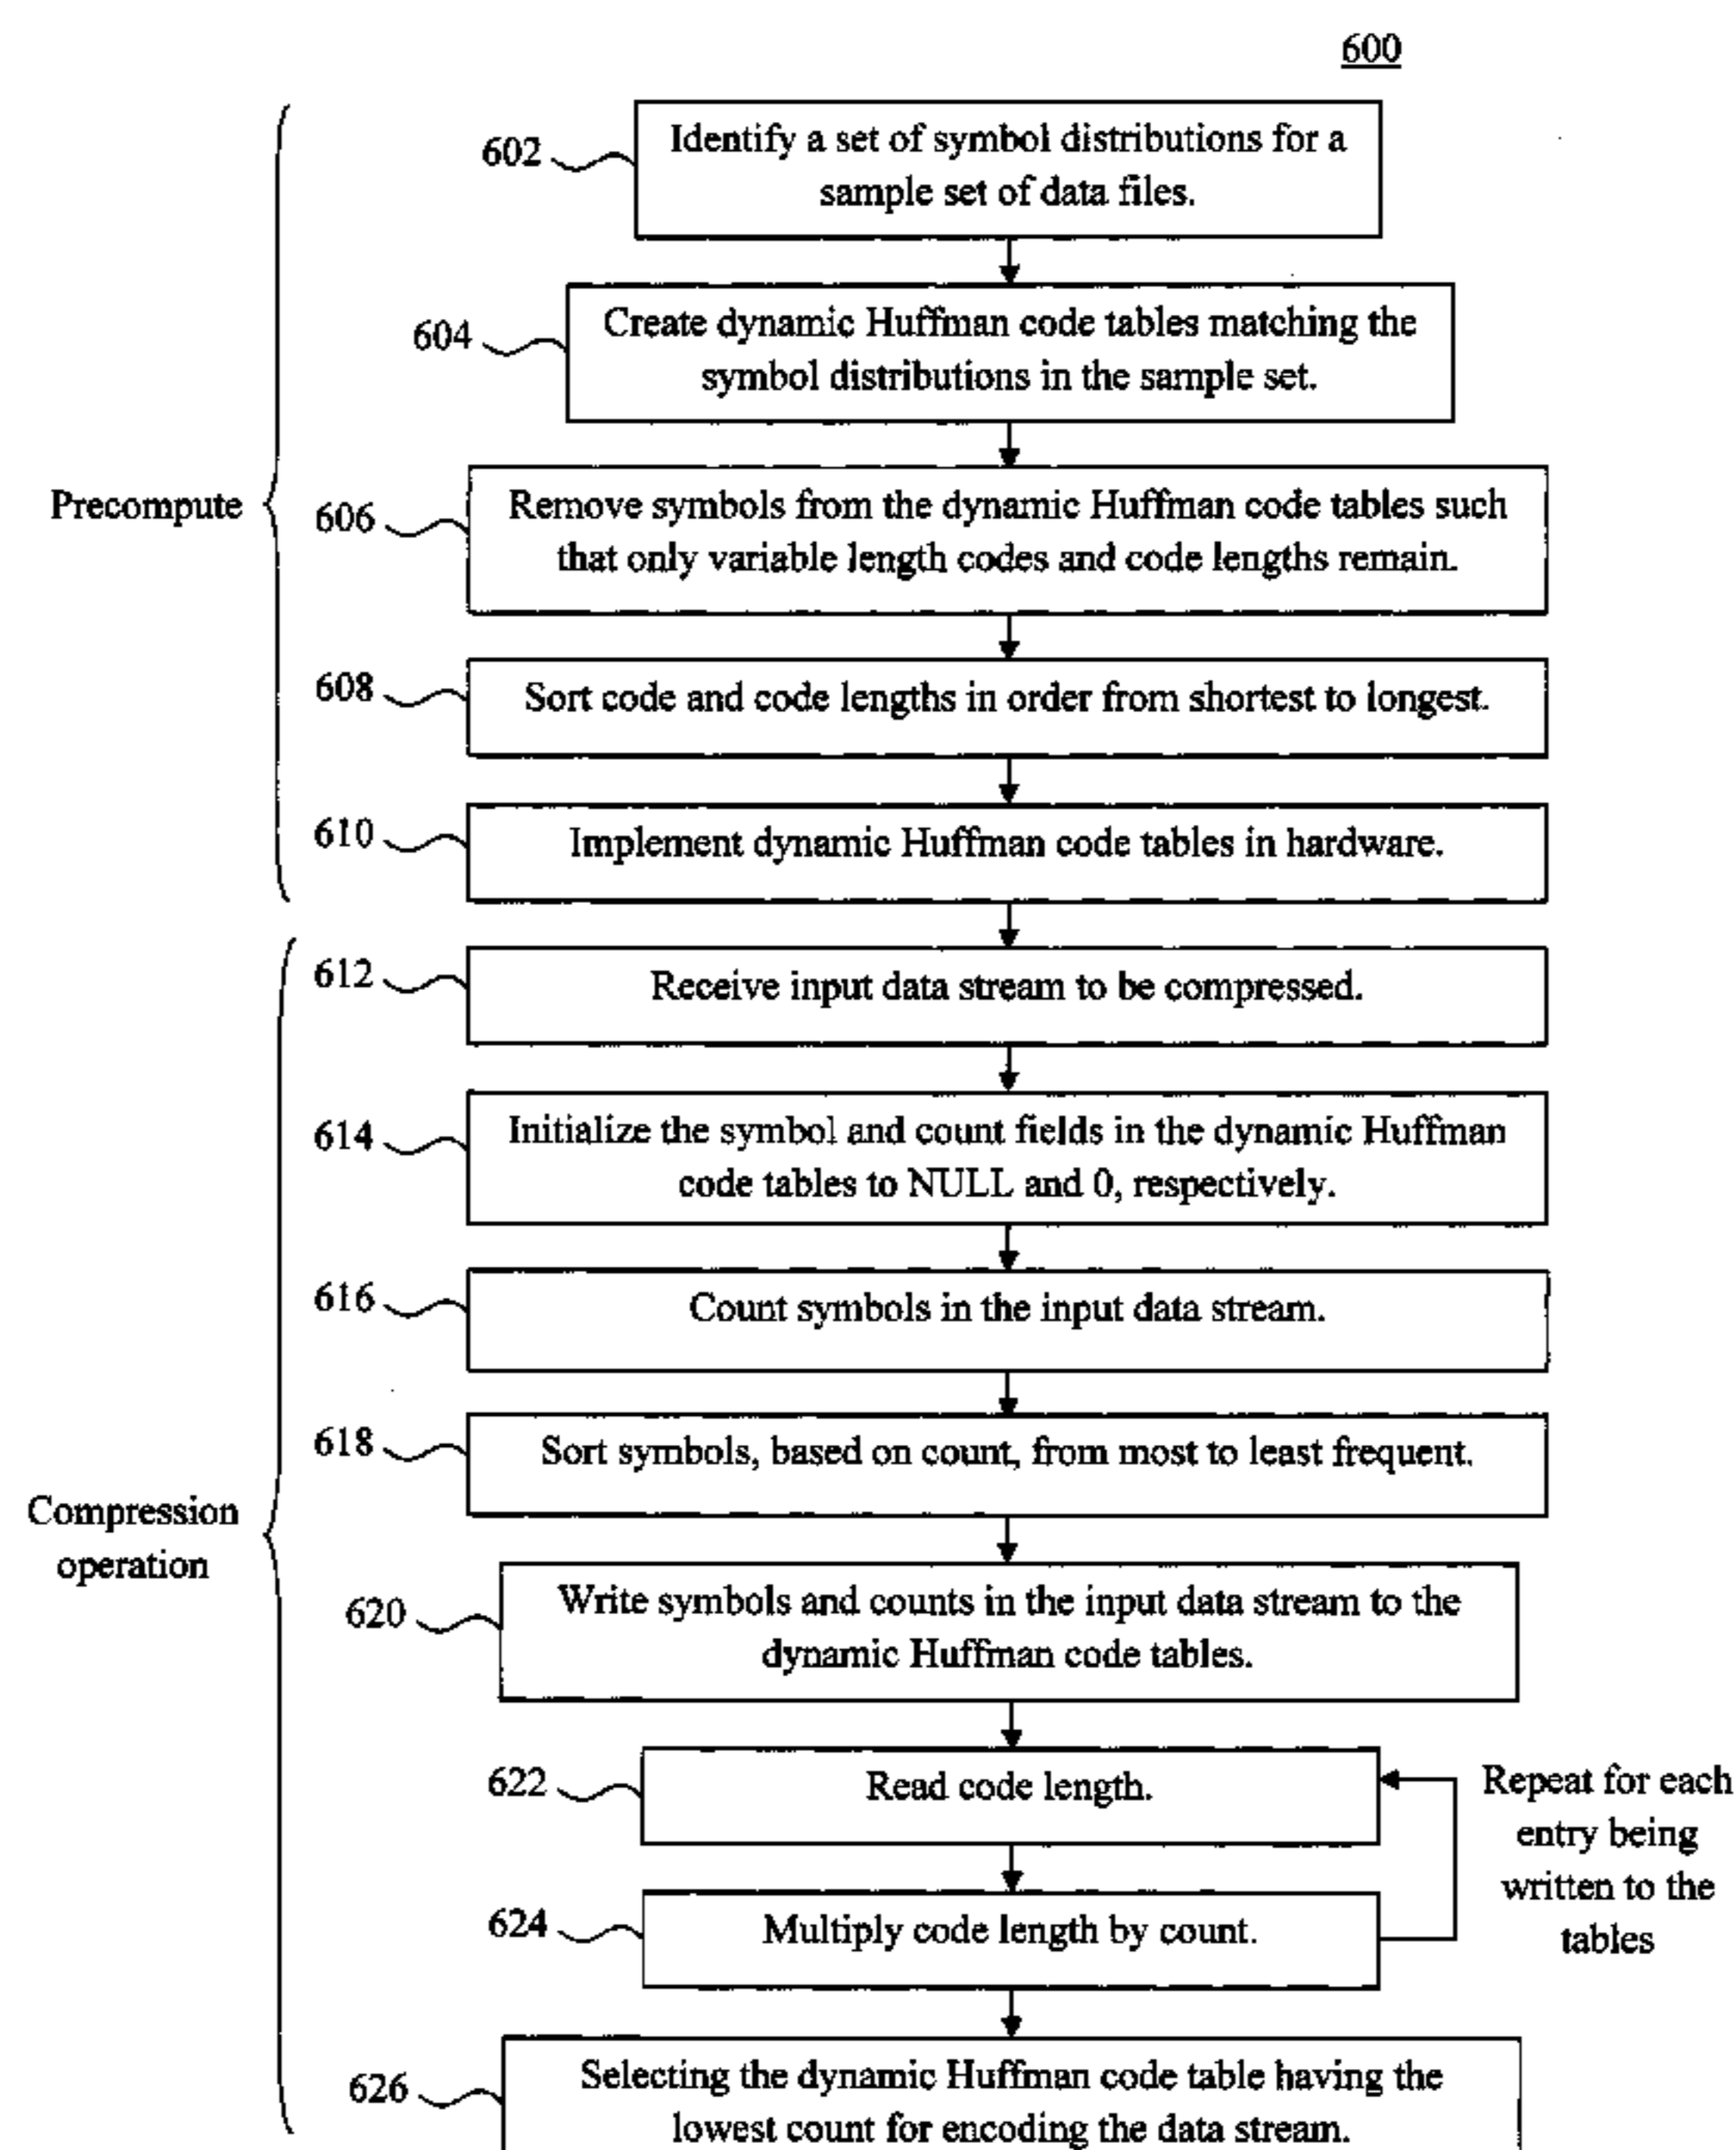 600
602
Identify a set of symbol distributions for a
sample set of data files.
604
Create dynamic Huffman code tables matching the
symbol distributions in the sample set.
Precompute
606
Remove symbols from the dynamic Huffman code tables such
that only variable length codes and code lengths remain.
608
Sort code and code lengths in order from shortest to longest.
610
Implement dynamic Huffman code tables in hardware.
612
Receive input data stream to be compressed.
614
Initialize the symbol and count fields in the dynamic Huffman
code tables to NULL and 0, respectively.
616
Count symbols in the input data stream.
618
Sort symbols, based on count, from most to least frequent.
Compression
operation
620
Write symbols and counts in the input data stream to the
dynamic Huffman code tables.
622
Read code length.
Repeat for each
entry being
written to the
tables
624
Multiply code length by count.
626
Selecting the dynamic Huffman code table having the
lowest count for encoding the data stream.